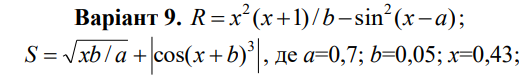 Варіант 9. R = x²(x+1)/b − sin²(x−a);
S = √xb/a + |cos(x+b)³|, де a=0,7; b=0,05; x=0,43;